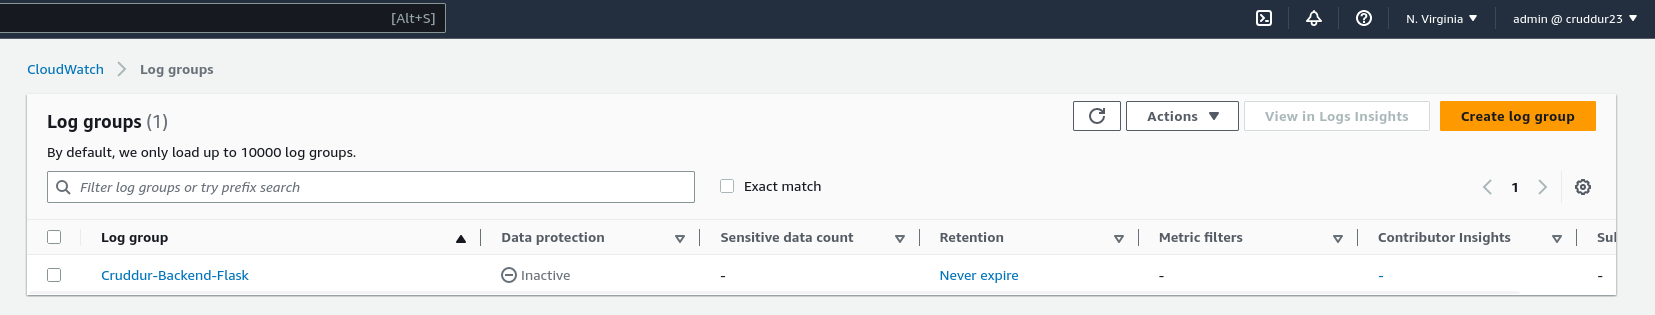 [Alt+S]
N. Virginia
admin @ cruddur23
CloudWatch
Log groups
Log groups (1)
Actions
View in Logs Insights
Create log group
By default, we only load up to 10000 log groups.
Filter log groups or try prefix search
Exact match
1
Log group
Data protection
Sensitive data count
Retention
Metric filters
Contributor Insights
Cruddur-Backend-Flask
Inactive
-
Never expire
-
-
-